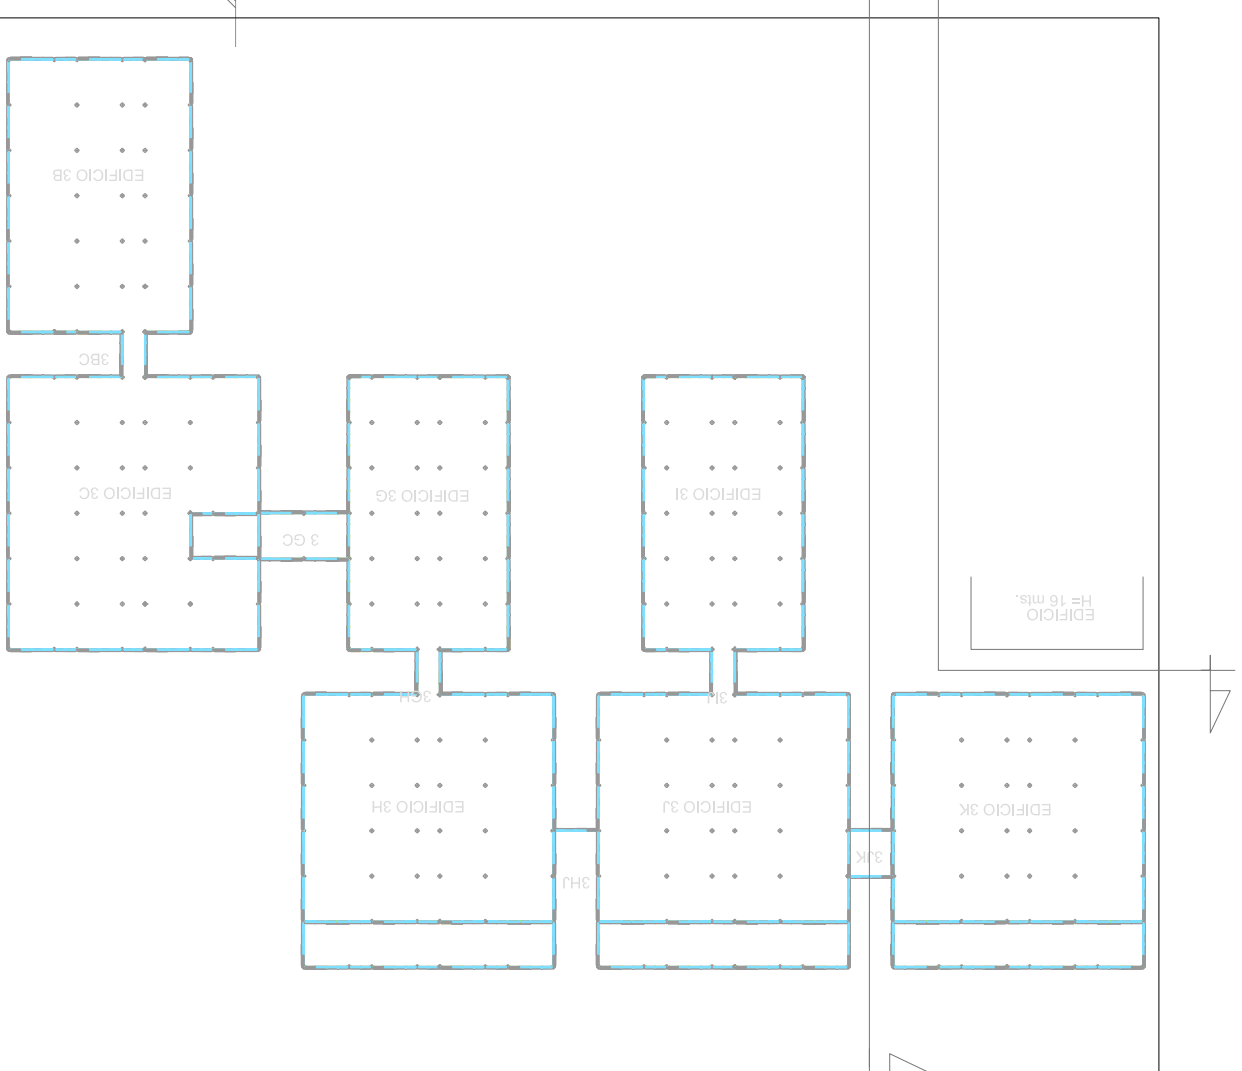 EDIFICIO 3B
3BC
EDIFICIO 3C
EDIFICIO 3G
EDIFICIO 3I
3 GC
H= 16 mts.
EDIFICIO
3GH
3IJ
EDIFICIO 3H
EDIFICIO 3J
EDIFICIO 3K
3JK
3HJ